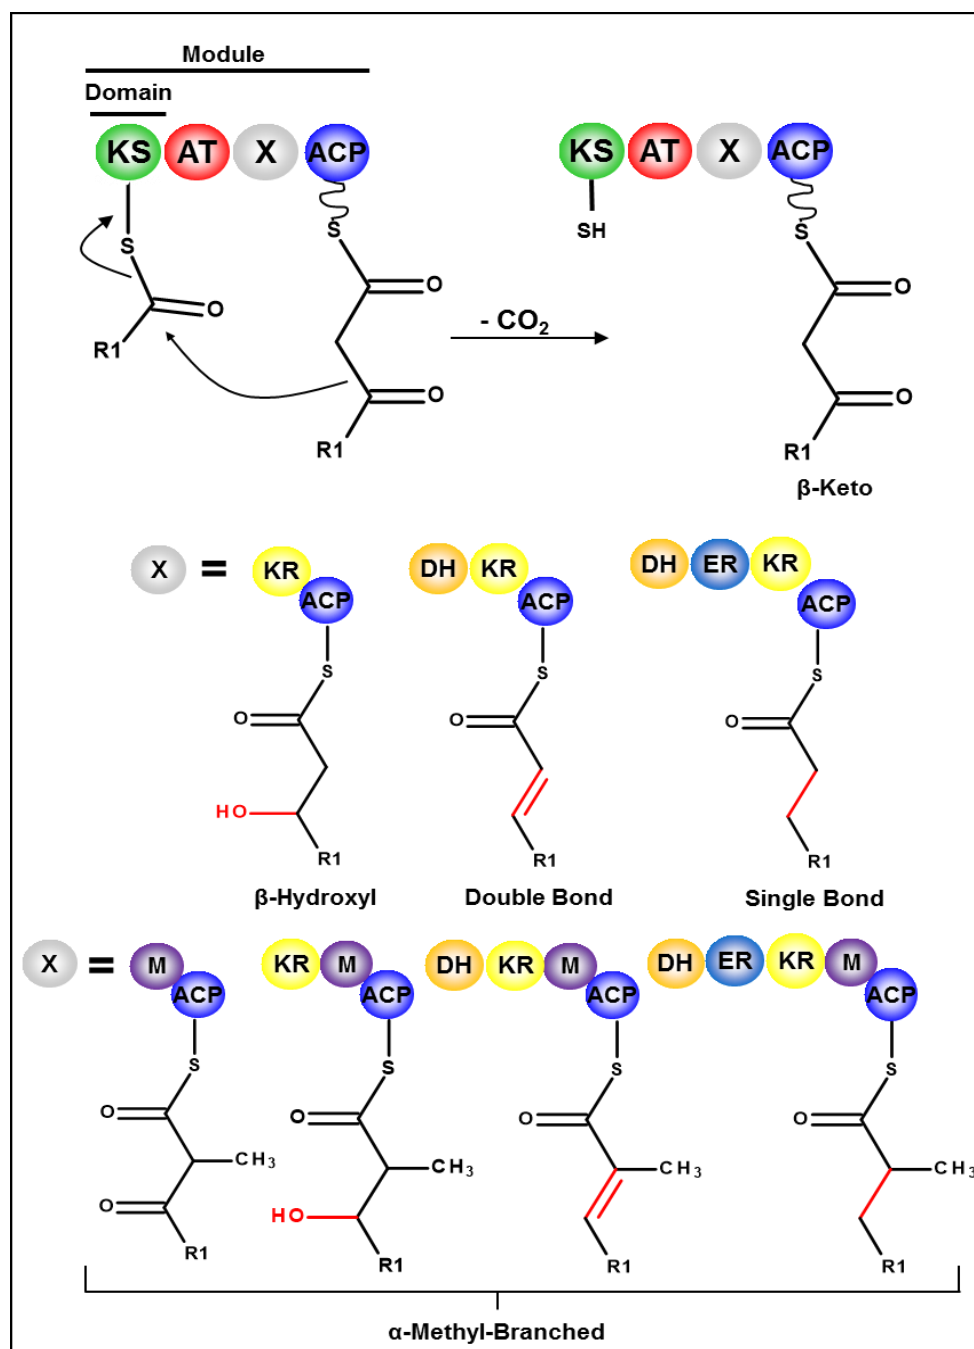 Module
Domain
KS AT X ACP KS AT X ACP
S SH S S
O O O
R1 - CO₂
O O
R1 R1
β-Keto
X = KR ACP DH KR ACP DH ER KR ACP
S S S
O O O
HO
R1 R1 R1
β-Hydroxyl Double Bond Single Bond
X = M ACP KR M ACP DH KR M ACP DH ER KR M ACP
S S S S
O O O O
CH₃ CH₃ CH₃ CH₃
O HO
R1 R1 R1 R1
α-Methyl-Branched